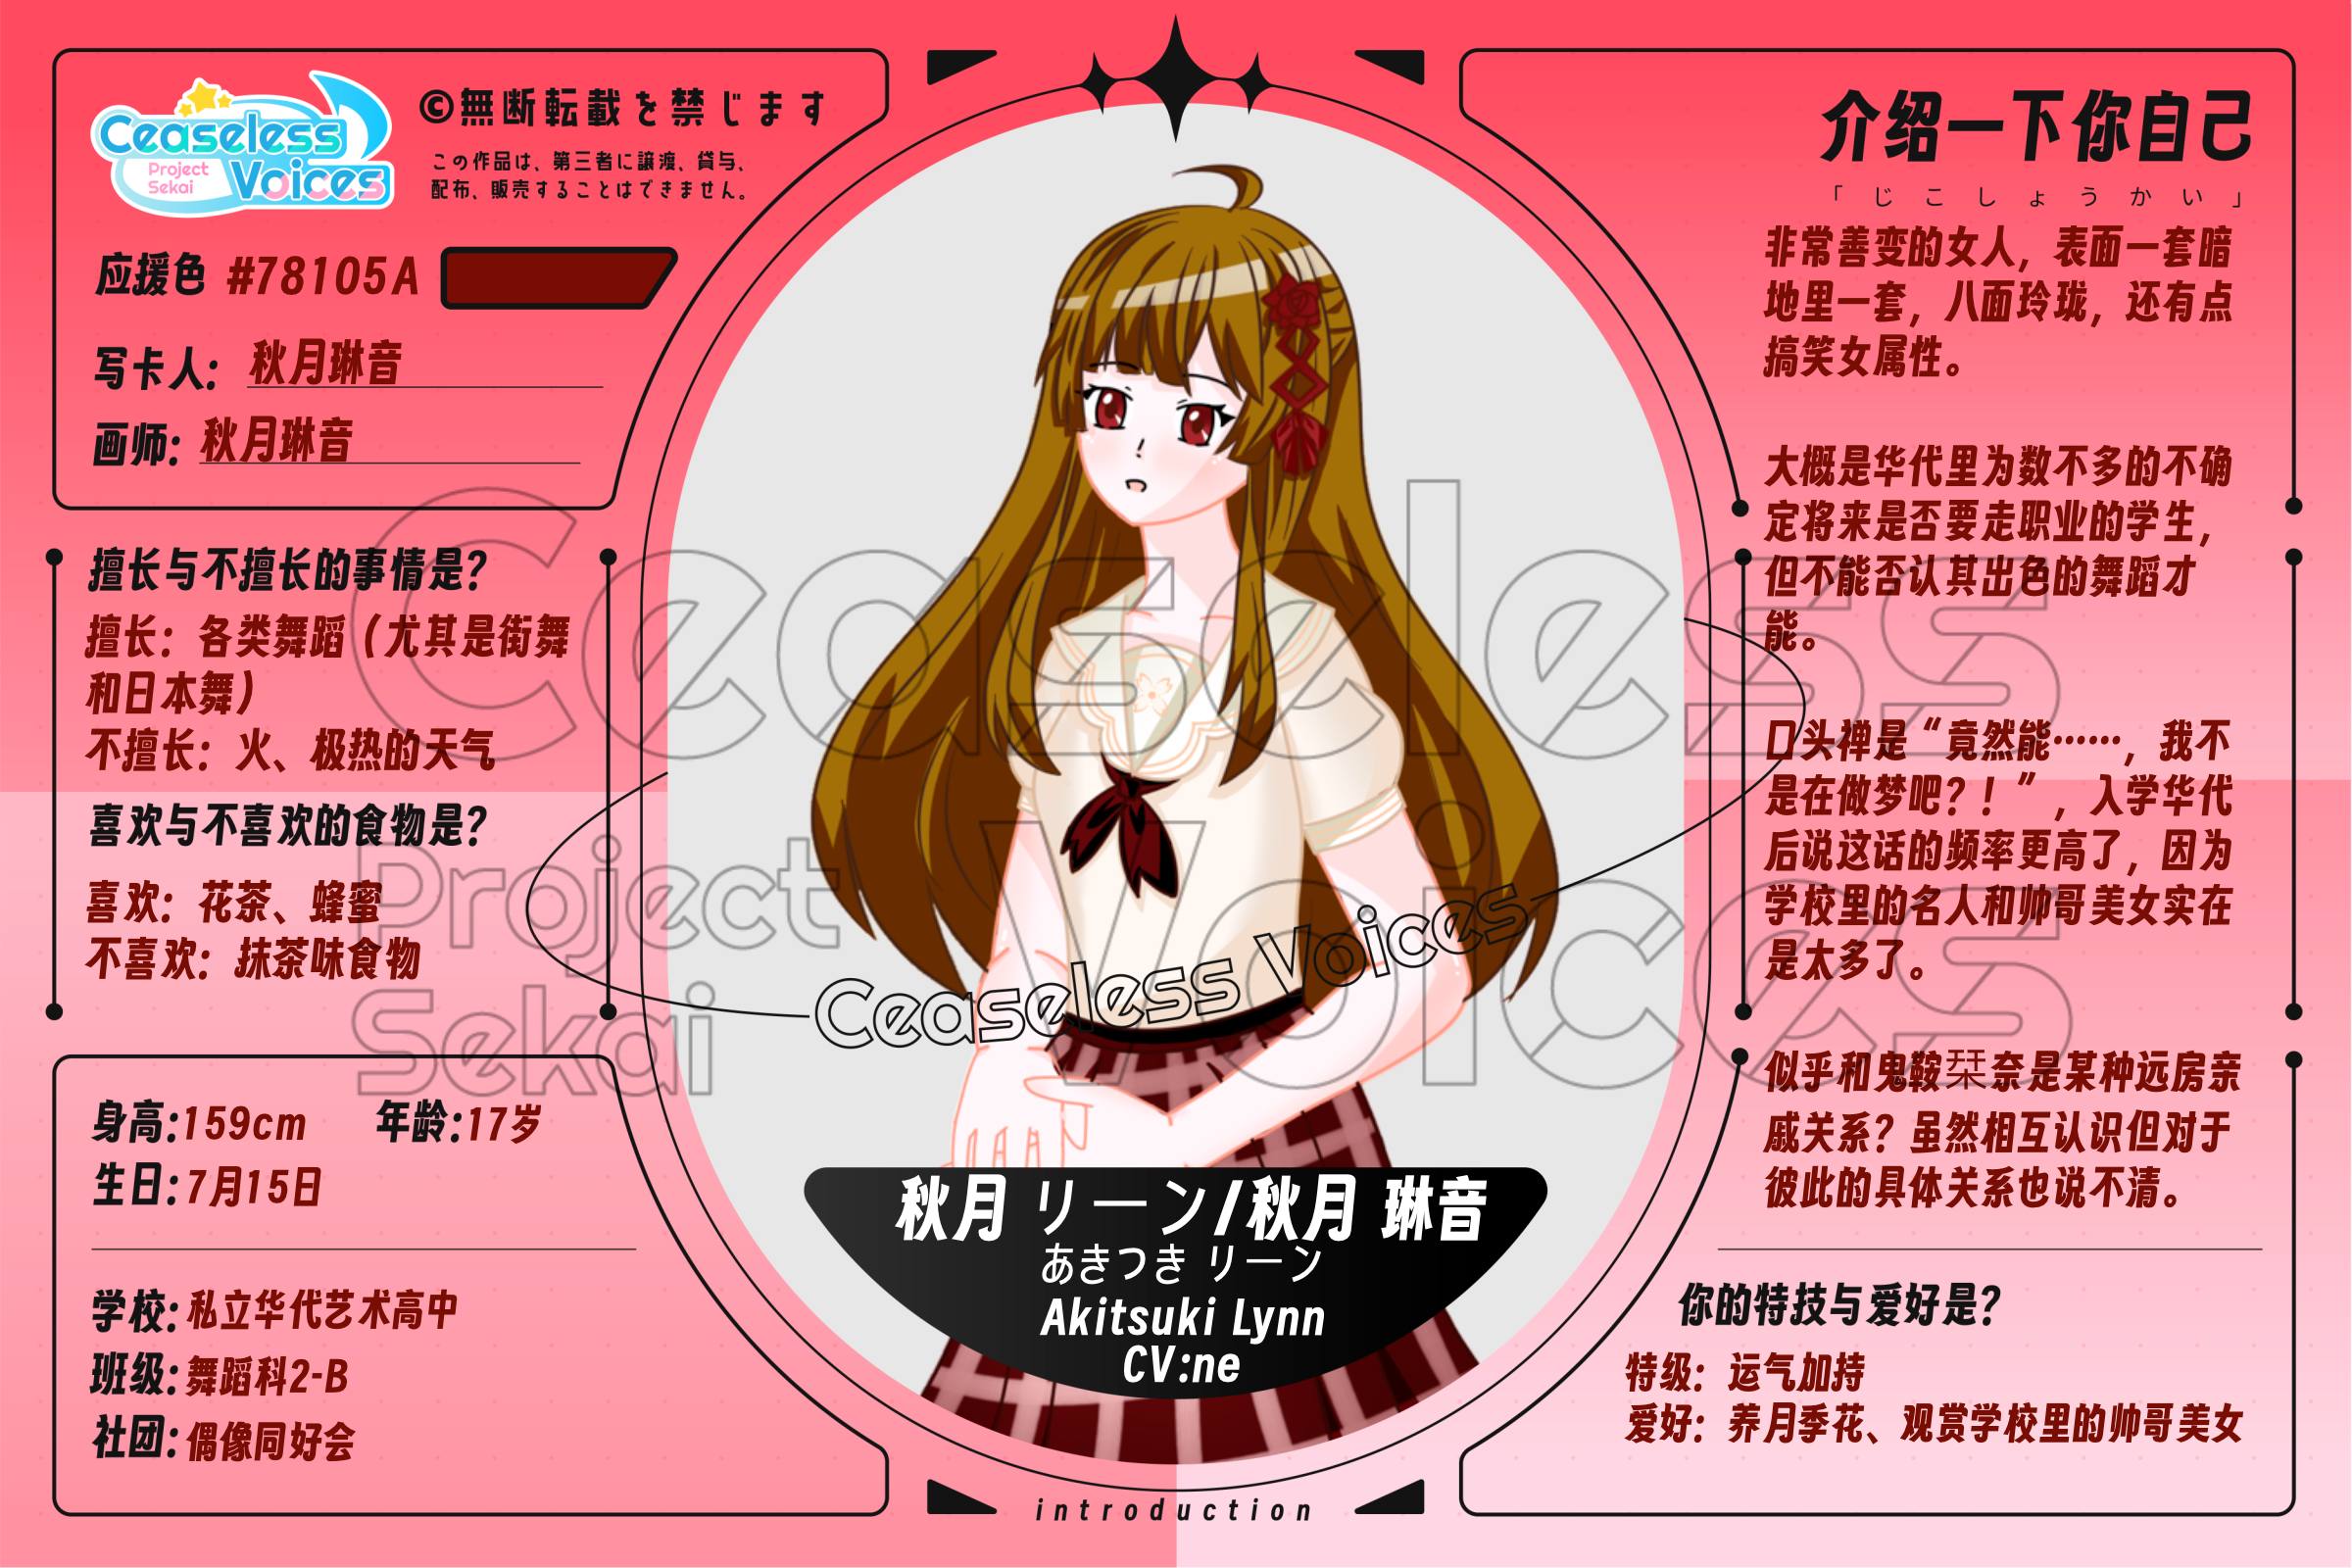 Ceaseless
Project
Sekai
Voices
©無断転載を禁じます
この作品は、第三者に譲渡、貸与、
配布、販売することはできません。
应援色 #78105A
写卡人: 秋月琳音
画师: 秋月琳音
擅长与不擅长的事情是?
擅长: 各类舞蹈（尤其是街舞
和日本舞）
不擅长: 火、极热的天气
喜欢与不喜欢的食物是?
喜欢: 花茶、蜂蜜
不喜欢: 抹茶味食物
身高:159cm 年龄:17岁
生日:7月15日
学校:私立华代艺术高中
班级:舞蹈科2-B
社团:偶像同好会
Ceaseless
Project
Sekai
Voices
Ceaseless Voices
秋月 リーン/秋月 琳音
あきつき リーン
Akitsuki Lynn
CV:ne
introduction
介绍一下你自己
「じこしょうかい」
非常善变的女人，表面一套暗
地里一套，八面玲珑，还有点
搞笑女属性。
大概是华代里为数不多的不确
定将来是否要走职业的学生，
但不能否认其出色的舞蹈才
能。
口头禅是“竟然能……，我不
是在做梦吧？！”，入学华代
后说这话的频率更高了，因为
学校里的名人和帅哥美女实在
是太多了。
似乎和鬼鞍栞奈是某种远房亲
戚关系？虽然相互认识但对于
彼此的具体关系也说不清。
你的特技与爱好是?
特级: 运气加持
爱好: 养月季花、观赏学校里的帅哥美女